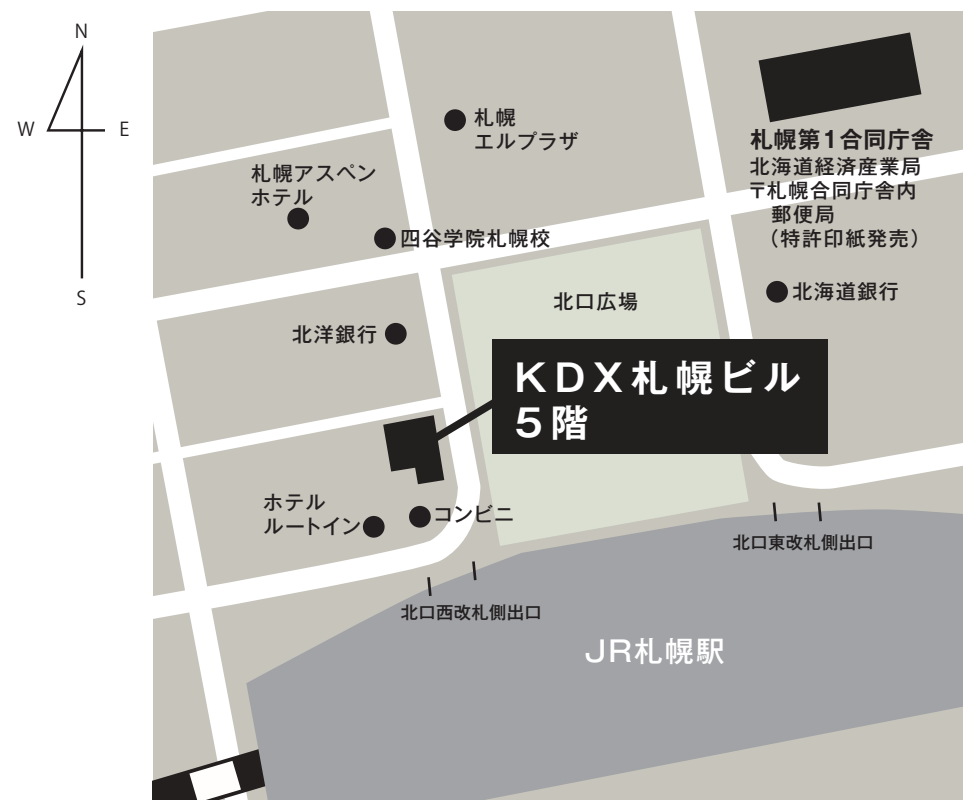 N
W
E
S
札幌
エルプラザ
札幌第1合同庁舎
北海道経済産業局
〒札幌合同庁舎内
郵便局
（特許印紙発売）
札幌アスペン
ホテル
四谷学院札幌校
北海道銀行
北口広場
北洋銀行
KDX札幌ビル
5階
ホテル
ルートイン
コンビニ
北口東改札側出口
北口西改札側出口
JR札幌駅